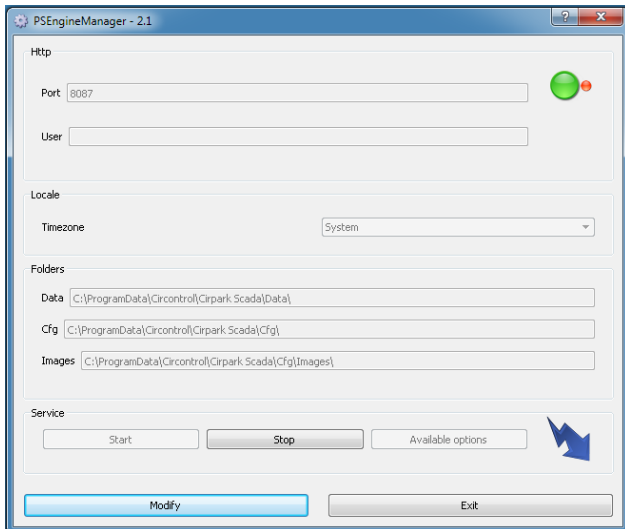 PSEngineManager - 2.1
?
X
Http
Port 8087
User
Locale
Timezone System
Folders
Data C:\ProgramData\Circontrol\Cirpark Scada\Data\
Cfg C:\ProgramData\Circontrol\Cirpark Scada\Cfg\
Images C:\ProgramData\Circontrol\Cirpark Scada\Cfg\Images\
Service
Start Stop Available options
Modify Exit